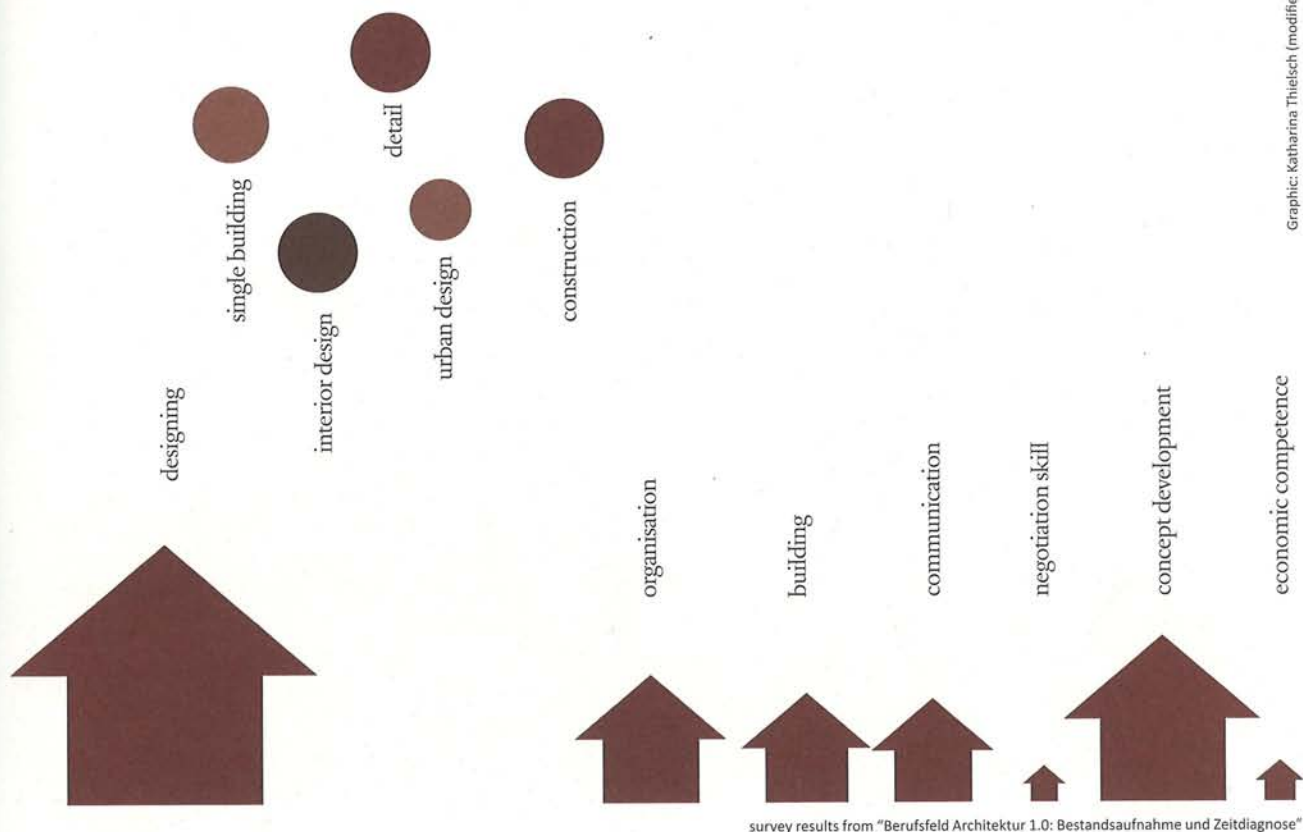 designing
single building
interior design
detail
urban design
construction
organisation
building
communication
negotiation skill
concept development
economic competence
survey results from "Berufsfeld Architektur 1.0: Bestandsaufnahme und Zeitdiagnose"
Graphic: Katharina Thielsch